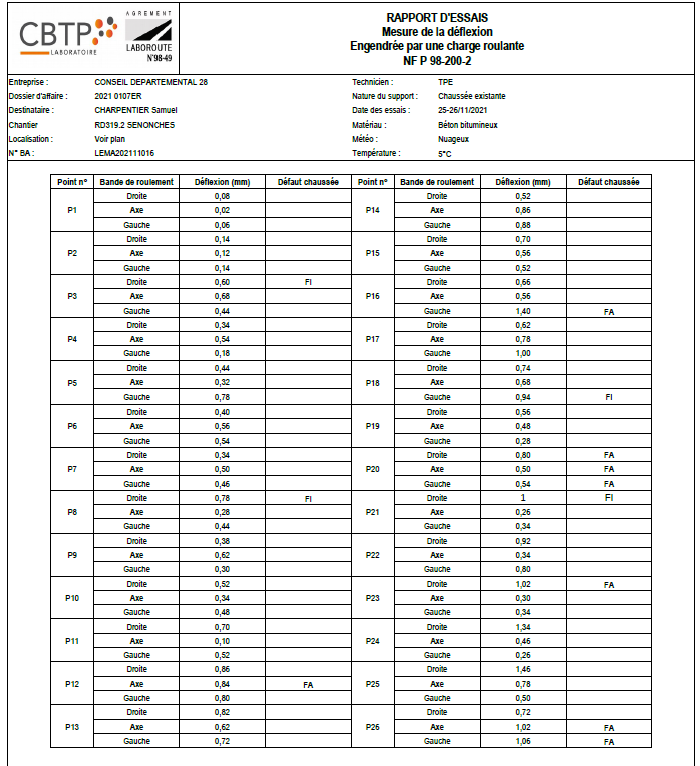 CBTP
LABORATOIRE
AGREMENT
LABOROUTE
N°98-49
RAPPORT D'ESSAIS
Mesure de la déflexion
Engendrée par une charge roulante
NF P 98-200-2
Entreprise : CONSEIL DEPARTEMENTAL 28 Technicien : TPE
Dossier d'affaire : 2021 0107ER Nature du support : Chaussée existante
Destinataire : CHARPENTIER Samuel Date des essais : 25-26/11/2021
Chantier RD319.2 SENONCHES Matériau : Béton bitumineux
Localisation : Voir plan Météo : Nuageux
N° BA : LEMA202111016 Température : 5°C
Point n° Bande de roulement Déflexion (mm) Défaut chaussée Point n° Bande de roulement Déflexion (mm) Défaut chaussée
Droite 0,08 Droite 0,52
P1 Axe 0,02 P14 Axe 0,86
Gauche 0,06 Gauche 0,88
Droite 0,14 Droite 0,70
P2 Axe 0,12 P15 Axe 0,56
Gauche 0,14 Gauche 0,52
Droite 0,60 FI Droite 0,66
P3 Axe 0,68 P16 Axe 0,56
Gauche 0,44 Gauche 1,40 FA
Droite 0,34 Droite 0,62
P4 Axe 0,54 P17 Axe 0,78
Gauche 0,18 Gauche 1,00
Droite 0,44 Droite 0,74
P5 Axe 0,32 P18 Axe 0,68
Gauche 0,78 Gauche 0,94 FI
Droite 0,40 Droite 0,56
P6 Axe 0,56 P19 Axe 0,48
Gauche 0,54 Gauche 0,28
Droite 0,34 Droite 0,80 FA
P7 Axe 0,50 P20 Axe 0,50 FA
Gauche 0,46 Gauche 0,54 FA
Droite 0,78 FI Droite 1 FI
P8 Axe 0,28 P21 Axe 0,26
Gauche 0,44 Gauche 0,34
Droite 0,38 Droite 0,92
P9 Axe 0,62 P22 Axe 0,34
Gauche 0,30 Gauche 0,80
Droite 0,52 Droite 1,02 FA
P10 Axe 0,34 P23 Axe 0,30
Gauche 0,48 Gauche 0,34
Droite 0,70 Droite 1,34
P11 Axe 0,10 P24 Axe 0,46
Gauche 0,52 Gauche 0,26
Droite 0,86 Droite 1,46
P12 Axe 0,84 FA P25 Axe 0,78
Gauche 0,80 Gauche 0,50
Droite 0,82 Droite 0,72
P13 Axe 0,62 P26 Axe 1,02 FA
Gauche 0,72 Gauche 1,06 FA